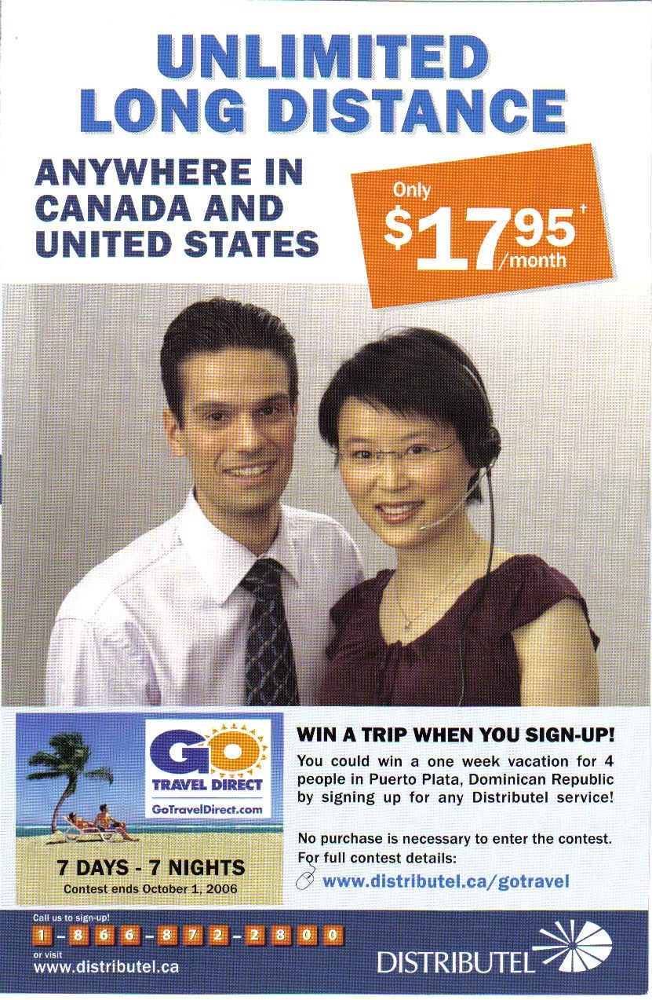 UNLIMITED
LONG DISTANCE
ANYWHERE IN
CANADA AND
UNITED STATES
Only
$17.95†
/month
GO
TRAVEL DIRECT
GoTravelDirect.com
7 DAYS - 7 NIGHTS
Contest ends October 1, 2006
WIN A TRIP WHEN YOU SIGN-UP!
You could win a one week vacation for 4
people in Puerto Plata, Dominican Republic
by signing up for any Distributel service!
No purchase is necessary to enter the contest.
For full contest details:
www.distributel.ca/gotravel
Call us to sign-up!
1-866-872-2800
or visit
www.distributel.ca
DISTRIBUTEL